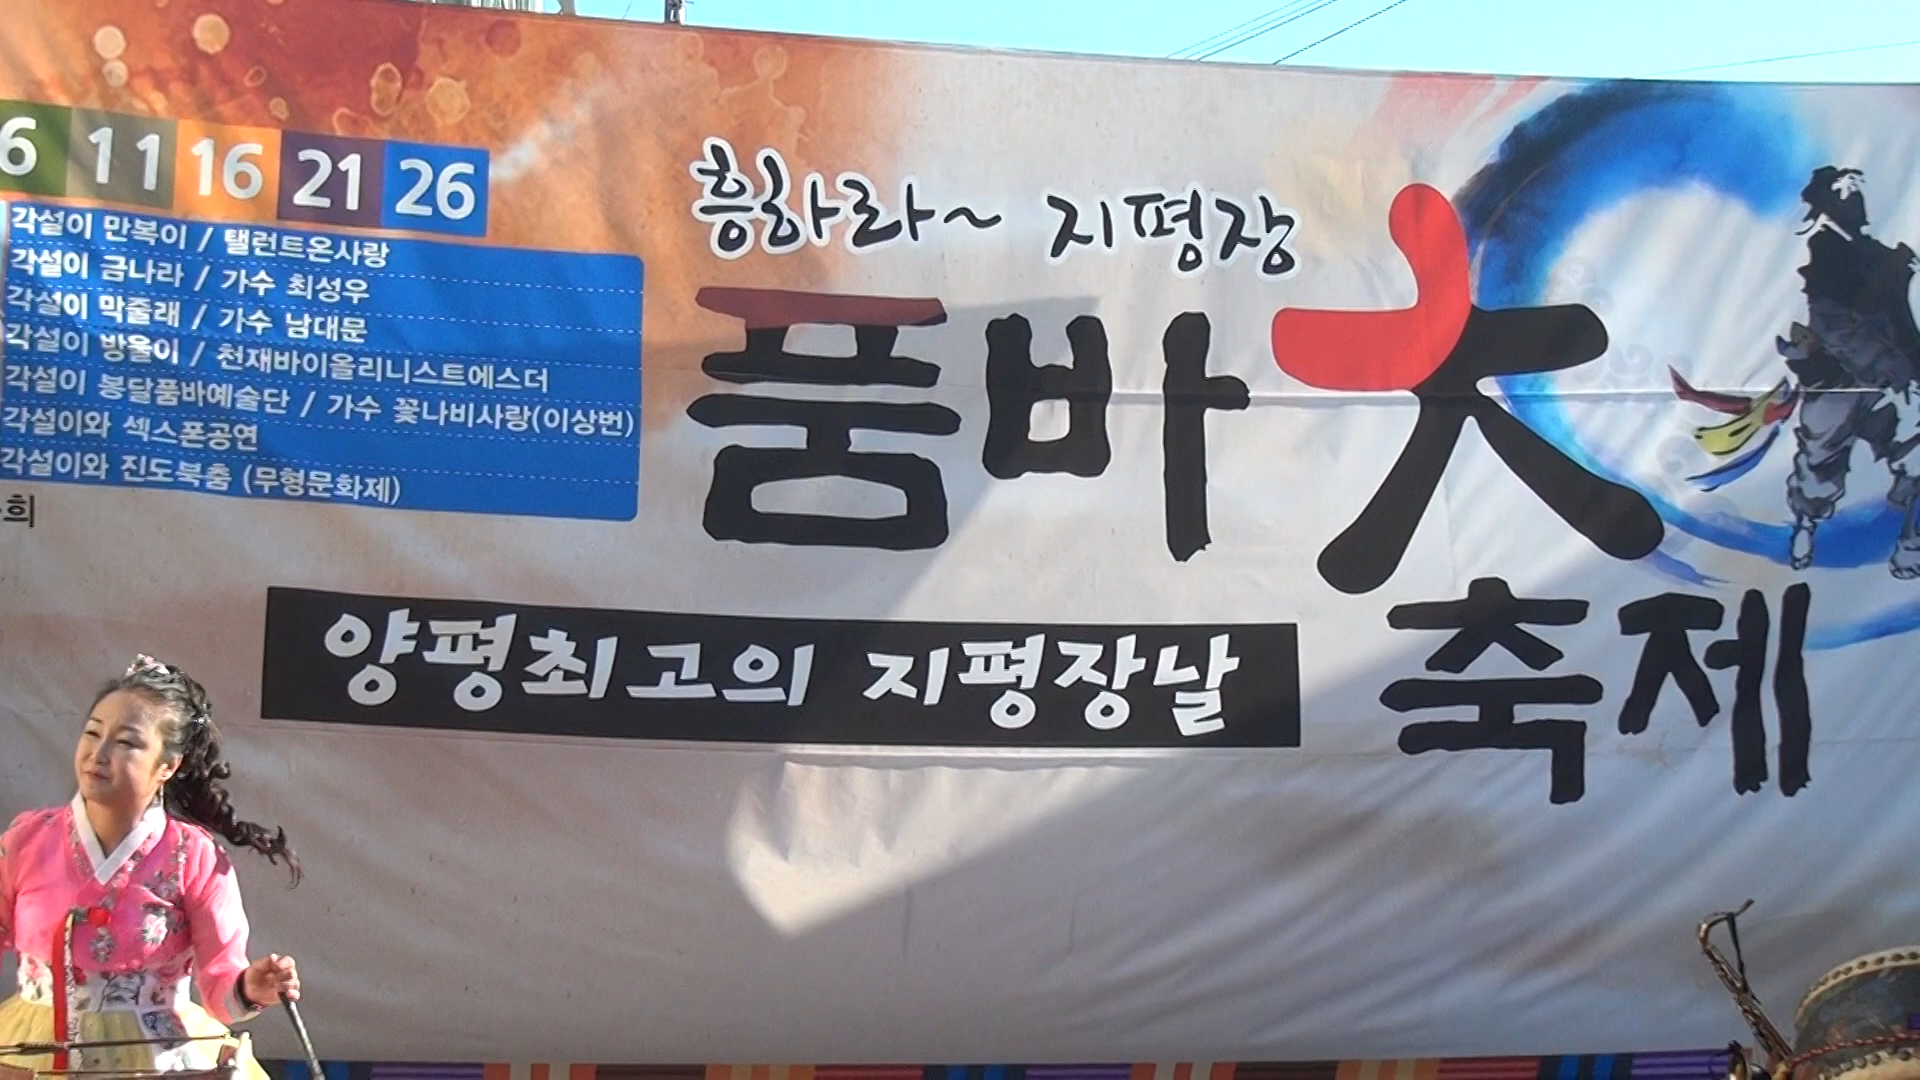 6 11 16 21 26
각설이 만복이 / 탤런트온사랑
각설이 금나라 / 가수 최성우
각설이 막줄래 / 가수 남대문
각설이 방울이 / 천재바이올리니스트에스더
각설이 봉달품바예술단 / 가수 꽃나비사랑(이상번)
각설이와 섹스폰공연
각설이와 진도북춤 (무형문화제)
희
흥하라~ 지평장
품바大
축제
양평최고의 지평장날